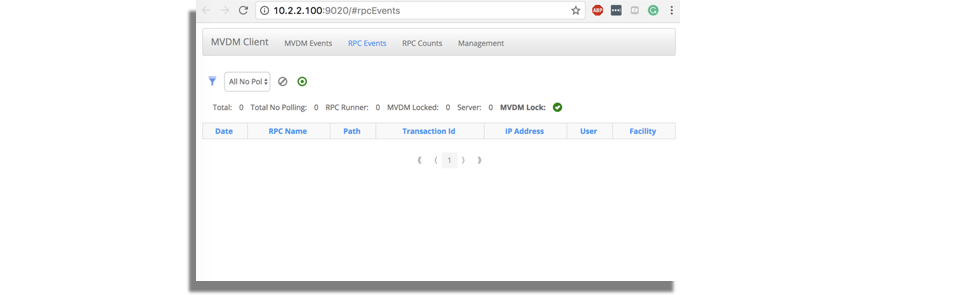 10.2.2.100:9020/#rpcEvents
ABP
MVDM Client MVDM Events RPC Events RPC Counts Management
All No Pol
Total: 0 Total No Polling: 0 RPC Runner: 0 MVDM Locked: 0 Server: 0 MVDM Lock:
Date RPC Name Path Transaction Id IP Address User Facility
⟪ ⟨ 1 ⟩ ⟫